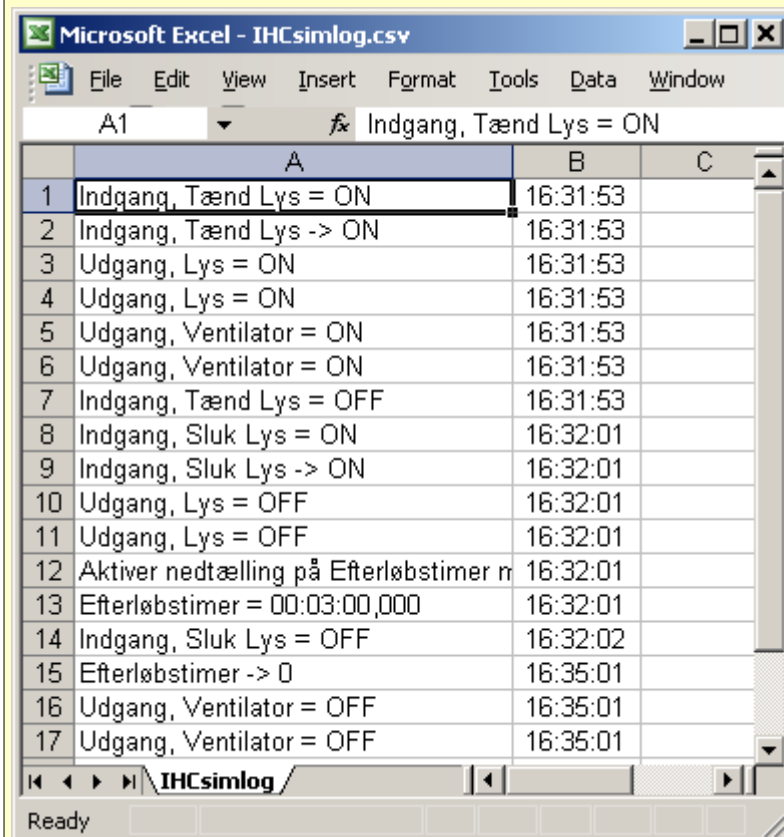 Microsoft Excel - IHCsimlog.csv
File Edit View Insert Format Tools Data Window
A1 fx Indgang, Tænd Lys = ON
A B C
1 Indgang, Tænd Lys = ON 16:31:53
2 Indgang, Tænd Lys -> ON 16:31:53
3 Udgang, Lys = ON 16:31:53
4 Udgang, Lys = ON 16:31:53
5 Udgang, Ventilator = ON 16:31:53
6 Udgang, Ventilator = ON 16:31:53
7 Indgang, Tænd Lys = OFF 16:31:53
8 Indgang, Sluk Lys = ON 16:32:01
9 Indgang, Sluk Lys -> ON 16:32:01
10 Udgang, Lys = OFF 16:32:01
11 Udgang, Lys = OFF 16:32:01
12 Aktiver nedtælling på Efterløbstimer 16:32:01
13 Efterløbstimer = 00:03:00,000 16:32:01
14 Indgang, Sluk Lys = OFF 16:32:02
15 Efterløbstimer -> 0 16:35:01
16 Udgang, Ventilator = OFF 16:35:01
17 Udgang, Ventilator = OFF 16:35:01
IHCsimlog
Ready